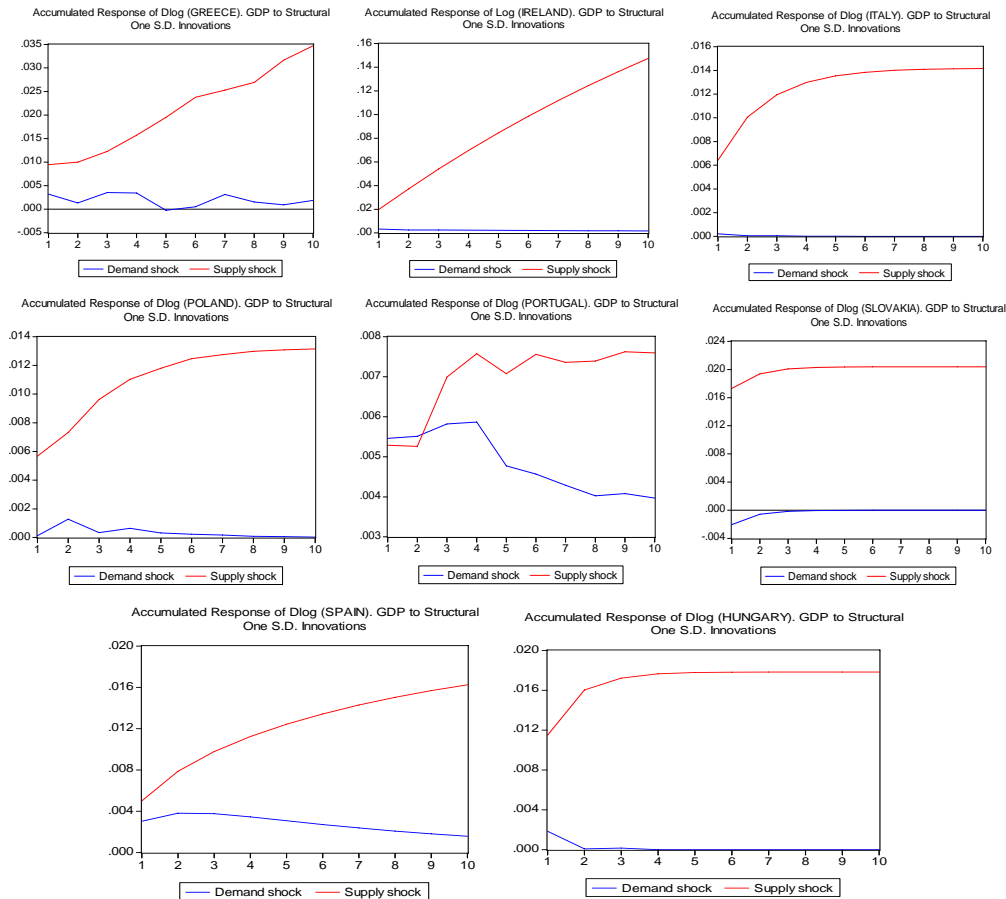 Accumulated Response of Dlog (GREECE). GDP to Structural
One S.D. Innovations
.035
.030
.025
.020
.015
.010
.005
.000
-.005
1 2 3 4 5 6 7 8 9 10
Demand shock Supply shock
Accumulated Response of Log (IRELAND). GDP to Structural
One S.D. Innovations
.16
.14
.12
.10
.08
.06
.04
.02
.00
1 2 3 4 5 6 7 8 9 10
Demand shock Supply shock
Accumulated Response of Dlog (ITALY). GDP to Structural
One S.D. Innovations
.016
.014
.012
.010
.008
.006
.004
.002
.000
1 2 3 4 5 6 7 8 9 10
Demand shock Supply shock
Accumulated Response of Dlog (POLAND). GDP to Structural
One S.D. Innovations
.014
.012
.010
.008
.006
.004
.002
.000
1 2 3 4 5 6 7 8 9 10
Demand shock Supply shock
Accumulated Response of Dlog (PORTUGAL). GDP to Structural
One S.D. Innovations
.008
.007
.006
.005
.004
.003
1 2 3 4 5 6 7 8 9 10
Demand shock Supply shock
Accumulated Response of Dlog (SLOVAKIA). GDP to Structural
One S.D. Innovations
.024
.020
.016
.012
.008
.004
.000
-.004
1 2 3 4 5 6 7 8 9 10
Demand shock Supply shock
Accumulated Response of Dlog (SPAIN). GDP to Structural
One S.D. Innovations
.020
.016
.012
.008
.004
.000
1 2 3 4 5 6 7 8 9 10
Demand shock Supply shock
Accumulated Response of Dlog (HUNGARY). GDP to Structural
One S.D. Innovations
.020
.016
.012
.008
.004
.000
1 2 3 4 5 6 7 8 9 10
Demand shock Supply shock